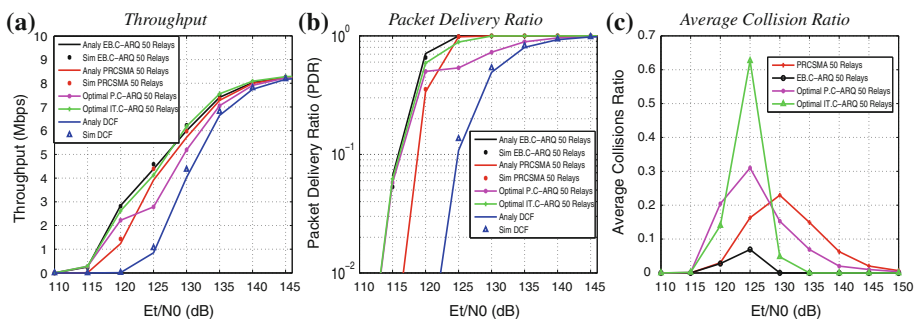 (a) Throughput
Throughput (Mbps)
10
9
8
7
6
5
4
3
2
1
0
Analy EB.C−ARQ 50 Relays
Sim EB.C−ARQ 50 Relays
Analy PRCSMA 50 Relays
Sim PRCSMA 50 Relays
Optimal P.C−ARQ 50 Relays
Optimal IT.C−ARQ 50 Relays
Analy DCF
Sim DCF
110 115 120 125 130 135 140 145
Et/N0 (dB)
(b) Packet Delivery Ratio
Packet Delivery Ratio (PDR)
10^0
10^-1
10^-2
Analy EB.C−ARQ 50 Relays
Sim EB.C−ARQ 50 Relays
Analy PRCSMA 50 Relays
Sim PRCSMA 50 Relays
Optimal P.C−ARQ 50 Relays
Optimal IT.C−ARQ 50 Relays
Analy DCF
Sim DCF
110 115 120 125 130 135 140 145
Et/N0 (dB)
(c) Average Collision Ratio
Average Collisions Ratio
0.7
0.6
0.5
0.4
0.3
0.2
0.1
0
PRCSMA 50 Relays
EB.C−ARQ 50 Relays
Optimal P.C−ARQ 50 Relays
Optimal IT.C−ARQ 50 Relays
110 115 120 125 130 135 140 145 150
Et/N0 (dB)